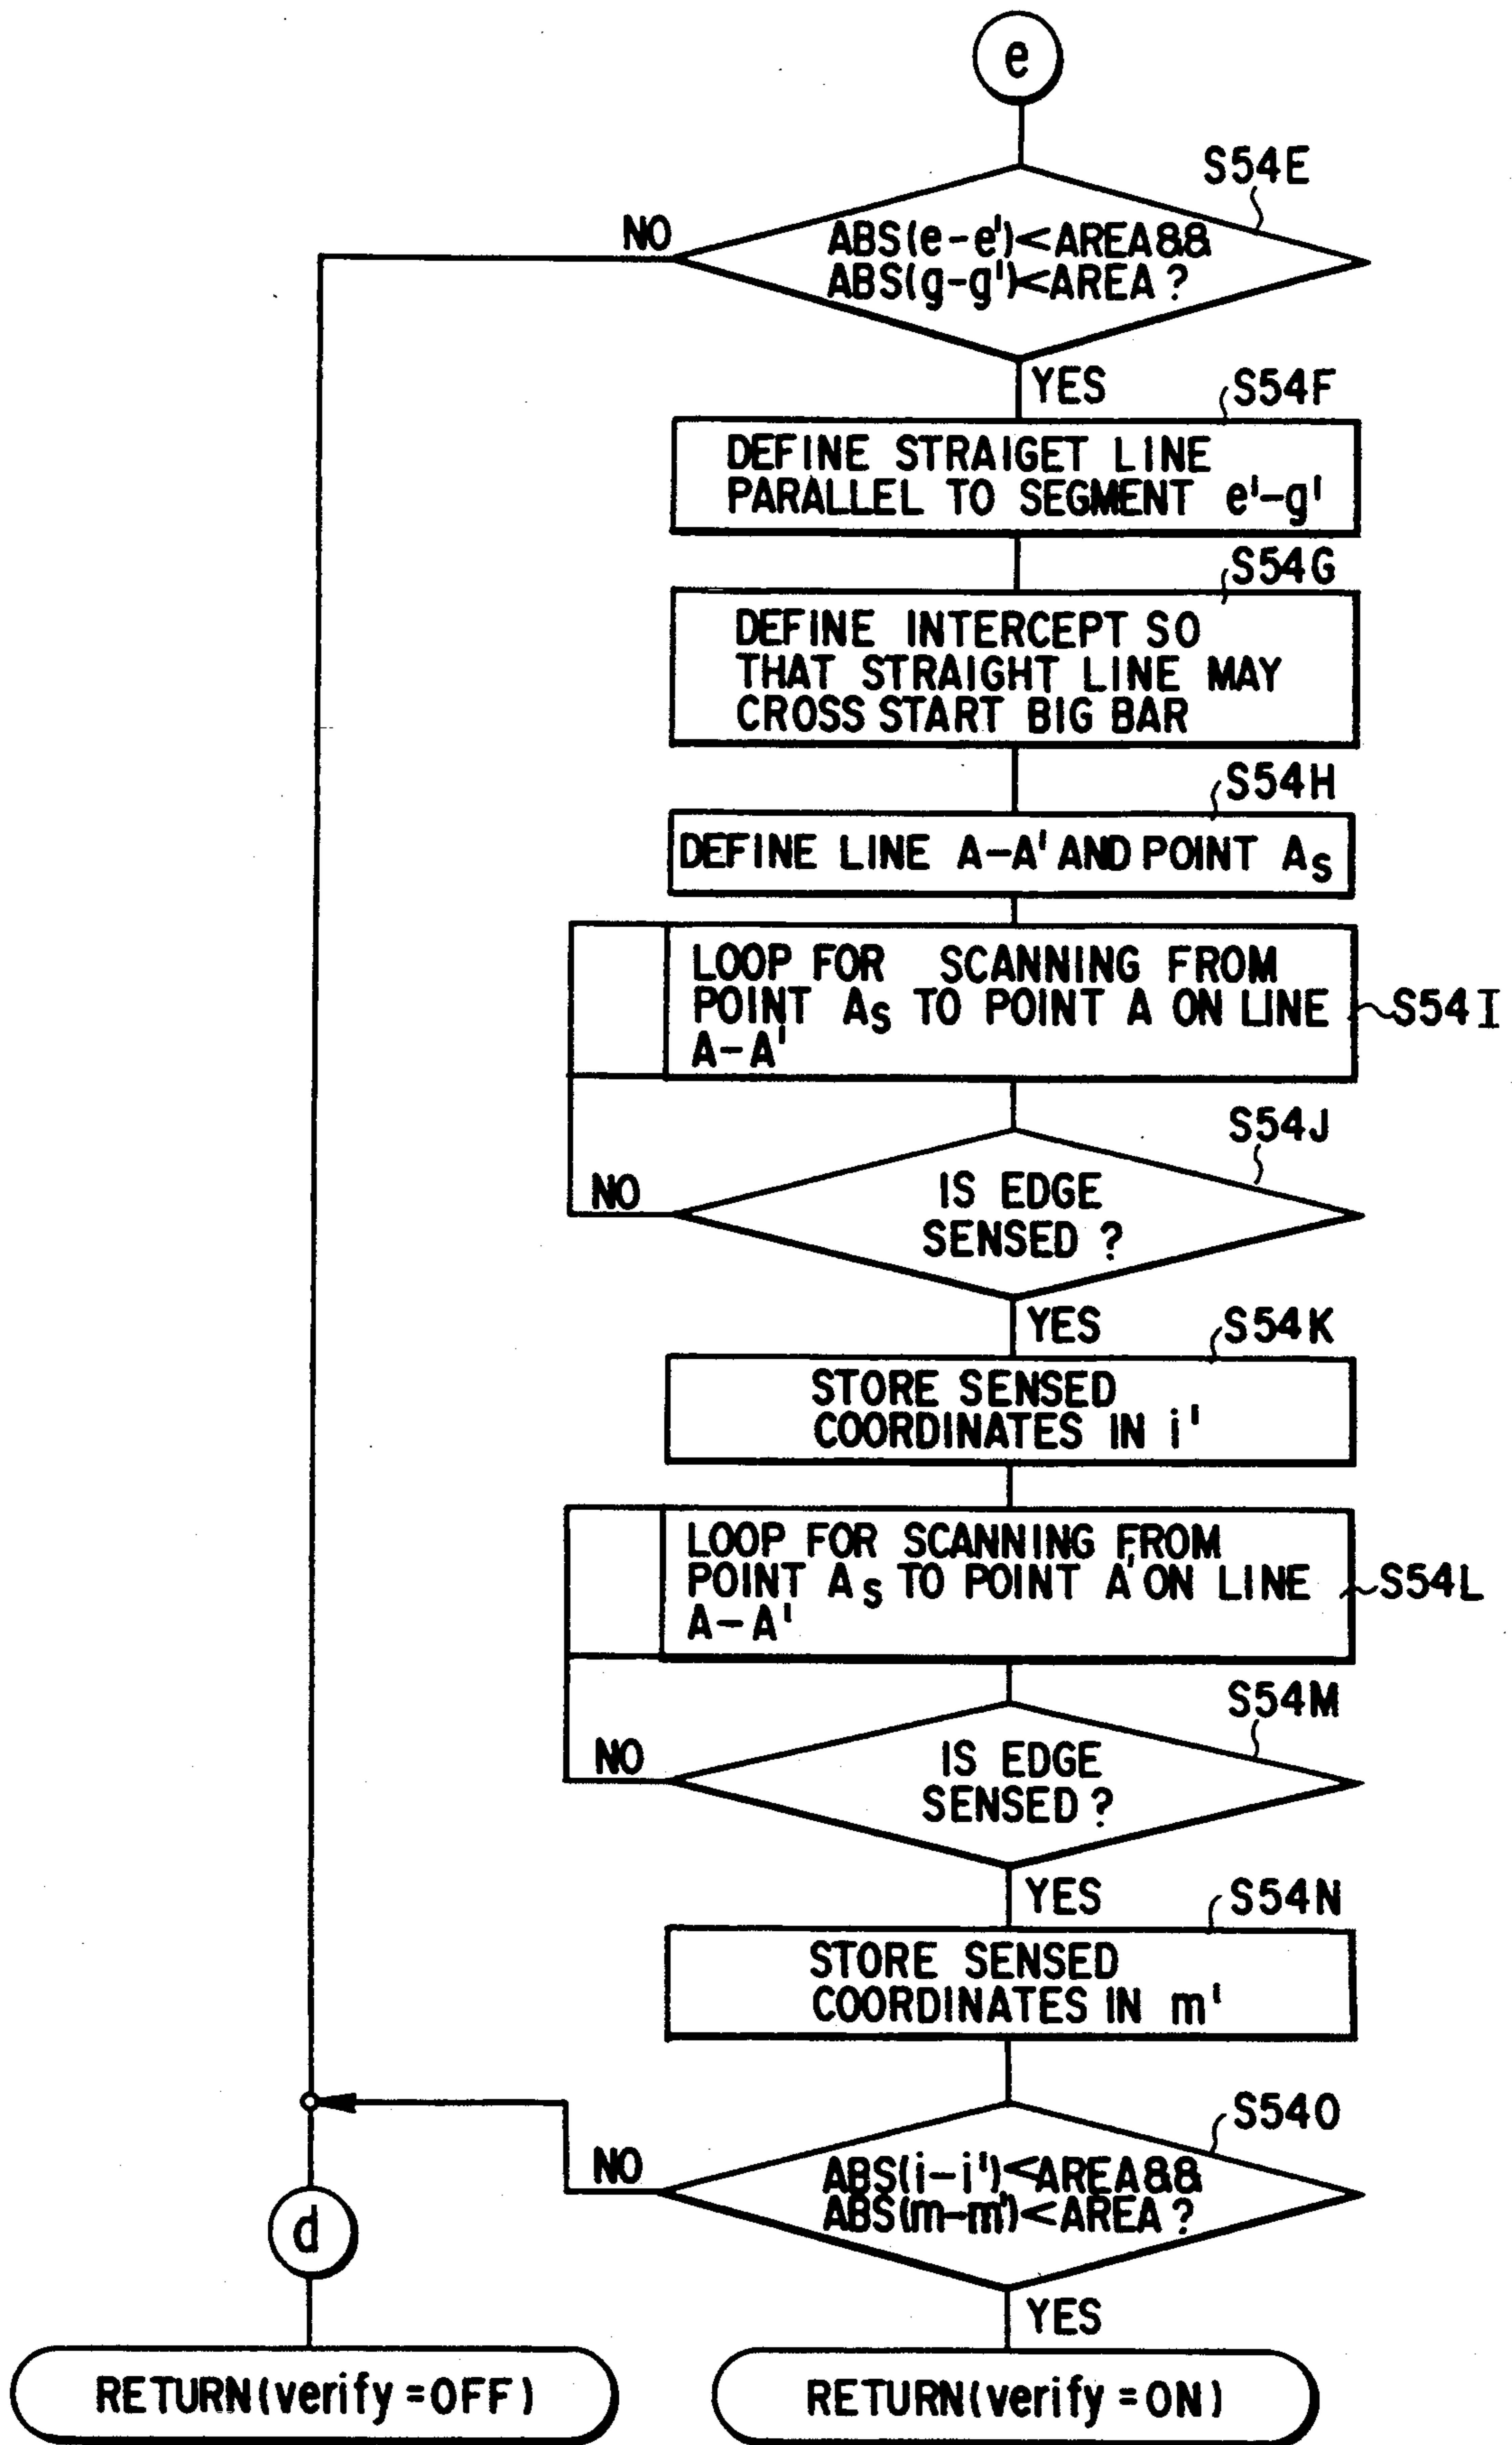 e
S54E
NO
ABS(e-e')<AREA&&
ABS(g-g')<AREA?
YES
S54F
DEFINE STRAIGET LINE
PARALLEL TO SEGMENT e'-g'
S54G
DEFINE INTERCEPT SO
THAT STRAIGHT LINE MAY
CROSS START BIG BAR
S54H
DEFINE LINE A-A' AND POINT As
LOOP FOR SCANNING FROM
POINT As TO POINT A ON LINE
A-A'
S54I
S54J
NO
IS EDGE
SENSED ?
YES
S54K
STORE SENSED
COORDINATES IN i'
LOOP FOR SCANNING FROM
POINT As TO POINT A' ON LINE
A-A'
S54L
S54M
NO
IS EDGE
SENSED ?
YES
S54N
STORE SENSED
COORDINATES IN m'
S54O
NO
ABS(i-i')<AREA&&
ABS(m-m')<AREA?
d
YES
RETURN(verify=OFF)
RETURN(verify=ON)